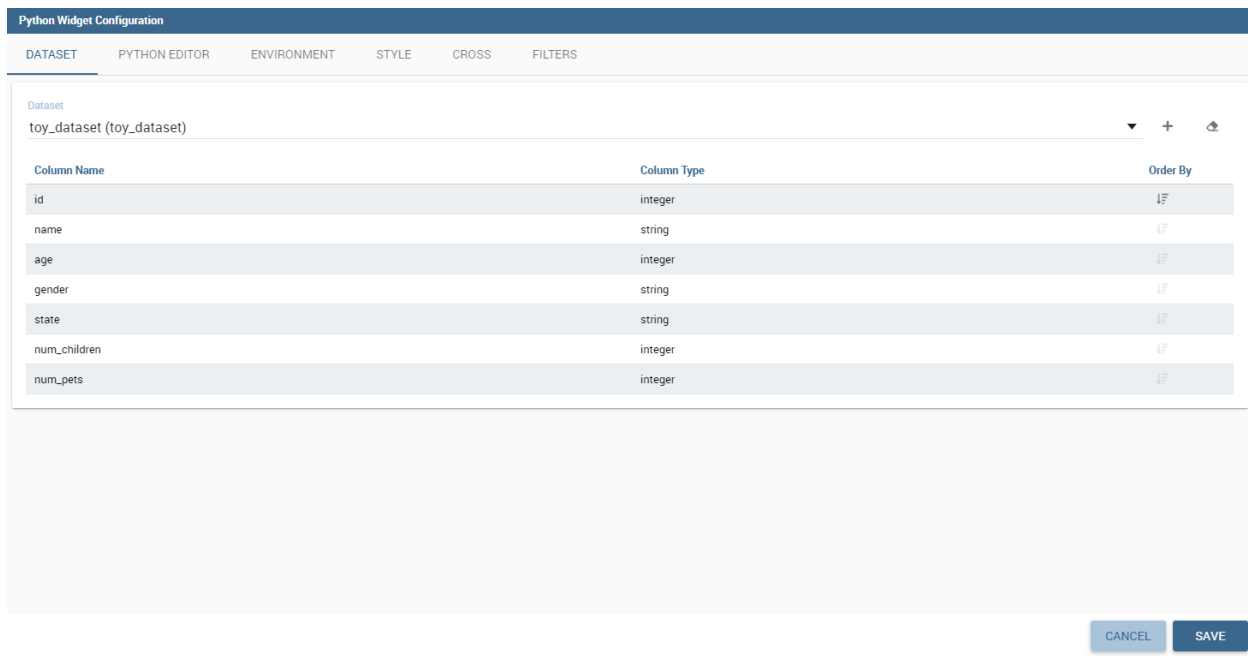 Python Widget Configuration
DATASET PYTHON EDITOR ENVIRONMENT STYLE CROSS FILTERS
Dataset
toy_dataset (toy_dataset)
Column Name Column Type Order By
id integer
name string
age integer
gender string
state string
num_children integer
num_pets integer
CANCEL SAVE